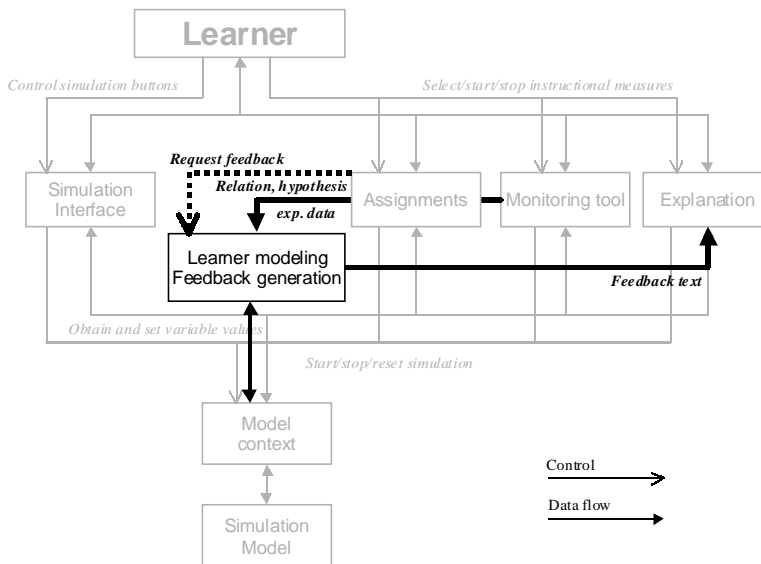 Learner
Control simulation buttons
Select/start/stop instructional measures
Request feedback
Relation, hypothesis
exp. data
Simulation
Interface
Assignments
Monitoring tool
Explanation
Learner modeling
Feedback generation
Feedback text
Obtain and set variable values
Start/stop/reset simulation
Model
context
Control
Data flow
Simulation
Model